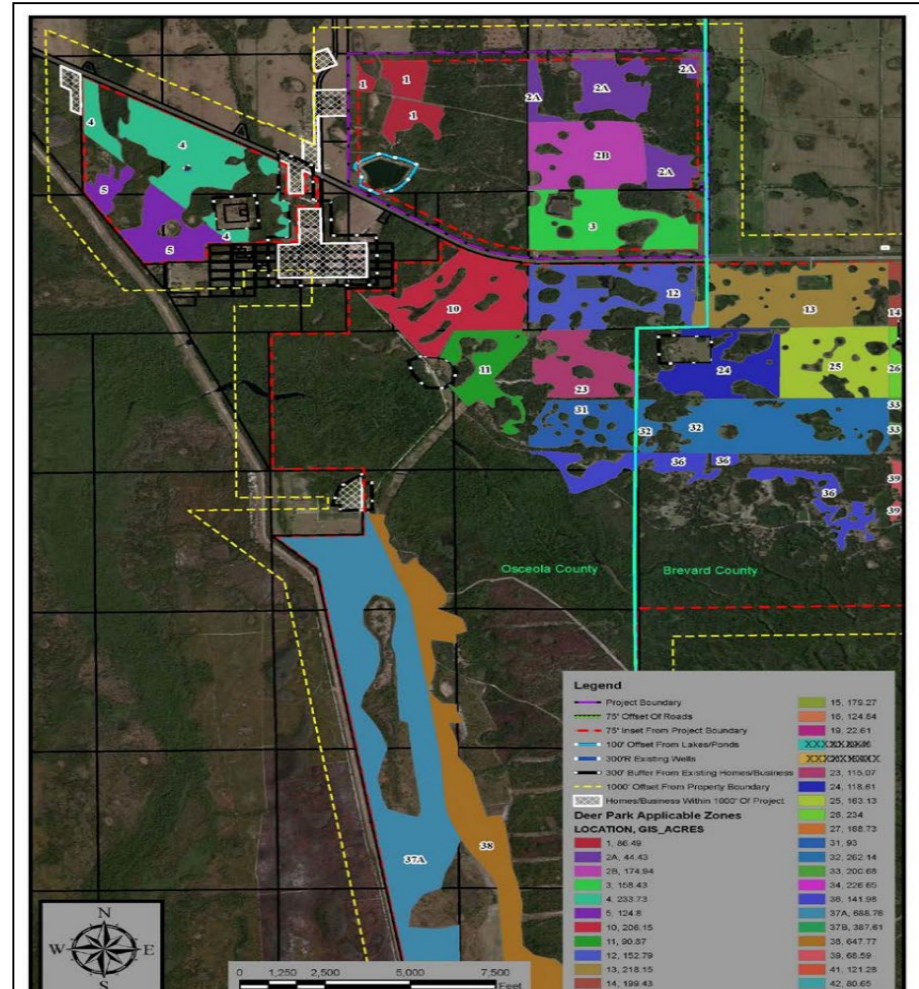 1
1
1
2A
2A
2A
2B
2A
4
4
5
5
4
3
10
12
13
14
11
23
24
25
26
31
32
32
33
33
36
36
36
39
39
Osceola County
Brevard County
37A
38
N
W
E
S
0 1,250 2,500 5,000 7,500
Feet
Legend
Project Boundary
75' Offset Of Roads
75' Inset From Project Boundary
100' Offset From Lakes/Ponds
300'R Existing Wells
300' Buffer From Existing Homes/Business
1000' Offset From Property Boundary
Homes/Business Within 1000' Of Project
Deer Park Applicable Zones
LOCATION, GIS_ACRES
1, 86.49
2A, 44.43
2B, 174.94
3, 158.43
4, 233.73
5, 124.8
10, 206.15
11, 90.87
12, 152.79
13, 218.15
14, 199.43
15, 179.27
16, 124.84
19, 22.61
23, 115.07
24, 118.61
25, 163.13
26, 234
27, 168.73
31, 93
32, 262.14
33, 200.68
34, 226.65
36, 141.98
37A, 688.76
37B, 387.61
38, 647.77
39, 68.59
41, 121.28
42, 80.65